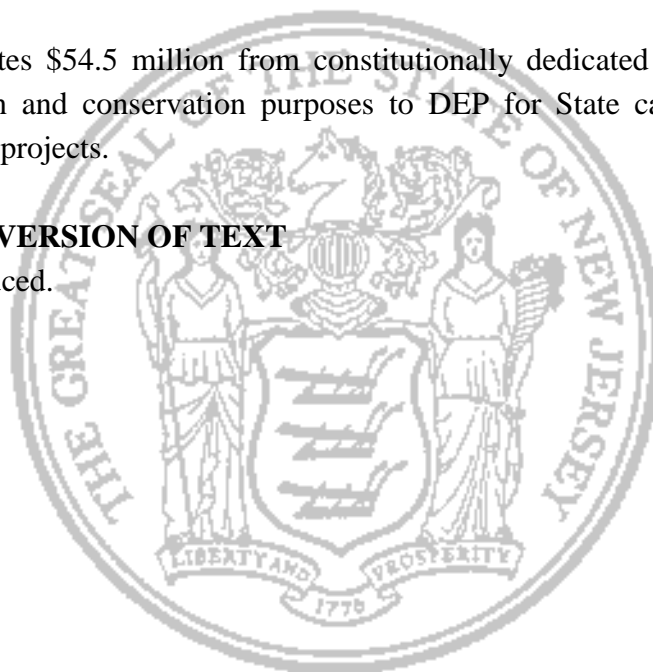 tes $54.5 million from constitutionally dedicated
n and conservation purposes to DEP for State ca
projects.
VERSION OF TEXT
uced.
THE GREAT SEAL OF THE STATE OF NEW JERSEY
LIBERTY AND PROSPERITY
1776